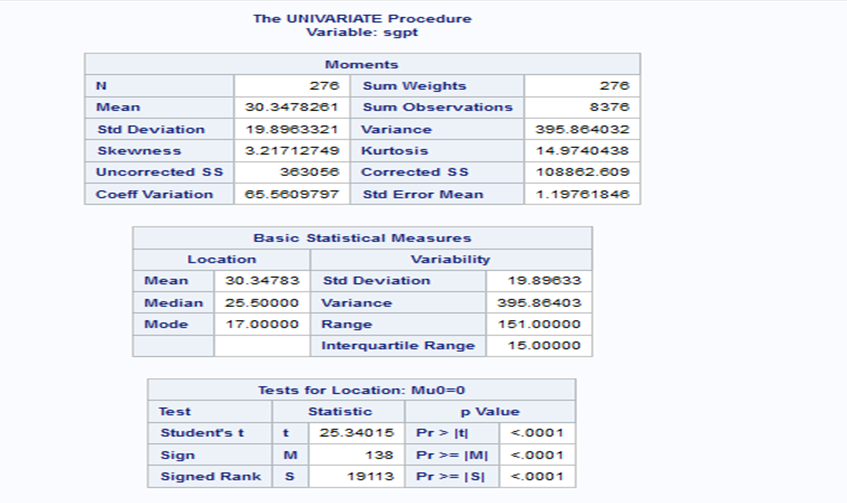 The UNIVARIATE Procedure
Variable: sgpt
Moments
N 276 Sum Weights 276
Mean 30.3478261 Sum Observations 8376
Std Deviation 19.8963321 Variance 395.864032
Skewness 3.21712749 Kurtosis 14.9740438
Uncorrected SS 363056 Corrected SS 108862.609
Coeff Variation 65.5609797 Std Error Mean 1.19761846
Basic Statistical Measures
Location Variability
Mean 30.34783 Std Deviation 19.89633
Median 25.50000 Variance 395.86403
Mode 17.00000 Range 151.00000
Interquartile Range 15.00000
Tests for Location: Mu0=0
Test Statistic p Value
Student's t t 25.34015 Pr > |t| <.0001
Sign M 138 Pr >= |M| <.0001
Signed Rank S 19113 Pr >= |S| <.0001